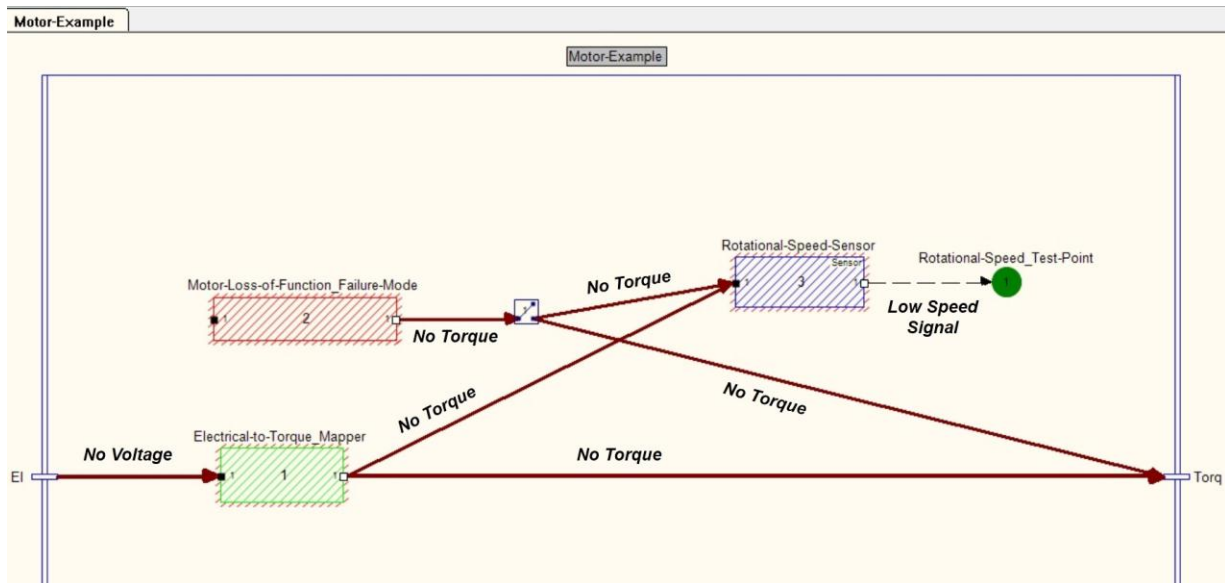 Motor-Example
Motor-Example
Rotational-Speed-Sensor
Sensor
Rotational-Speed_Test-Point
No Torque
1
3
1
1
Motor-Loss-of-Function_Failure-Mode
1
2
1
1
Low Speed
Signal
No Torque
No Torque
No Torque
Electrical-to-Torque_Mapper
No Voltage
No Torque
El
1
1
1
Torq